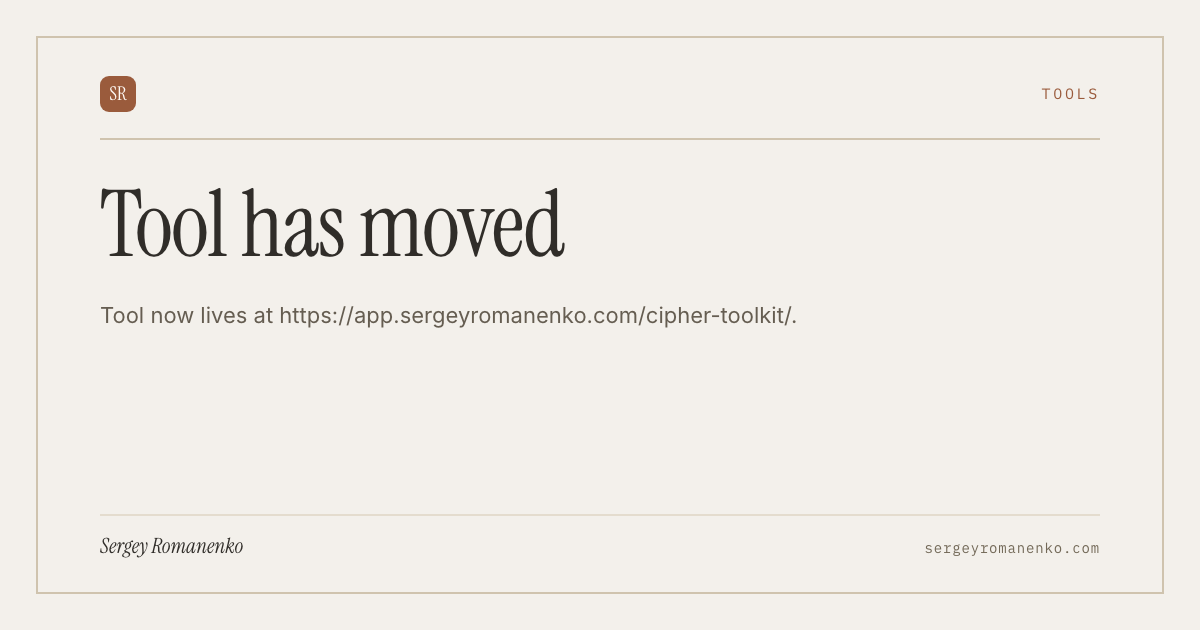 SR
TOOLS
Tool has moved
Tool now lives at https://app.sergeyromanenko.com/cipher-toolkit/.
Sergey Romanenko
sergeyromanenko.com